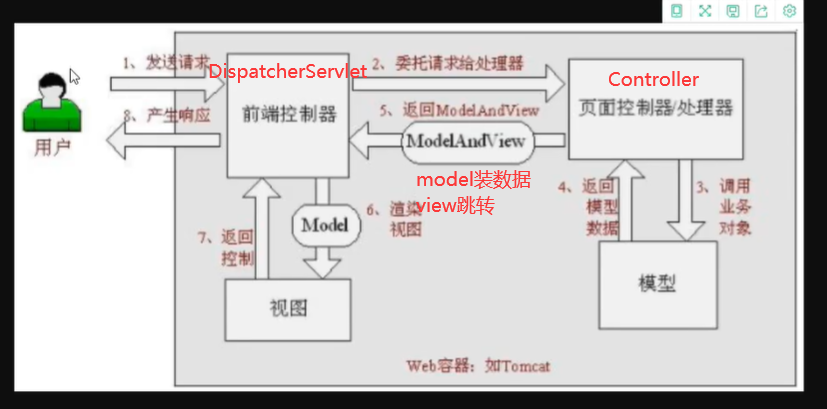 1、发送请求
DispatcherServlet
2、委托请求给处理器
Controller
前端控制器
页面控制器/处理器
8、产生响应
5、返回ModelAndView
ModelAndView
用户
model装数据
view跳转
4、返回
模型
数据
3、调用
业务
对象
6、渲染
视图
Model
7、返回
控制
视图
模型
Web容器：如Tomcat